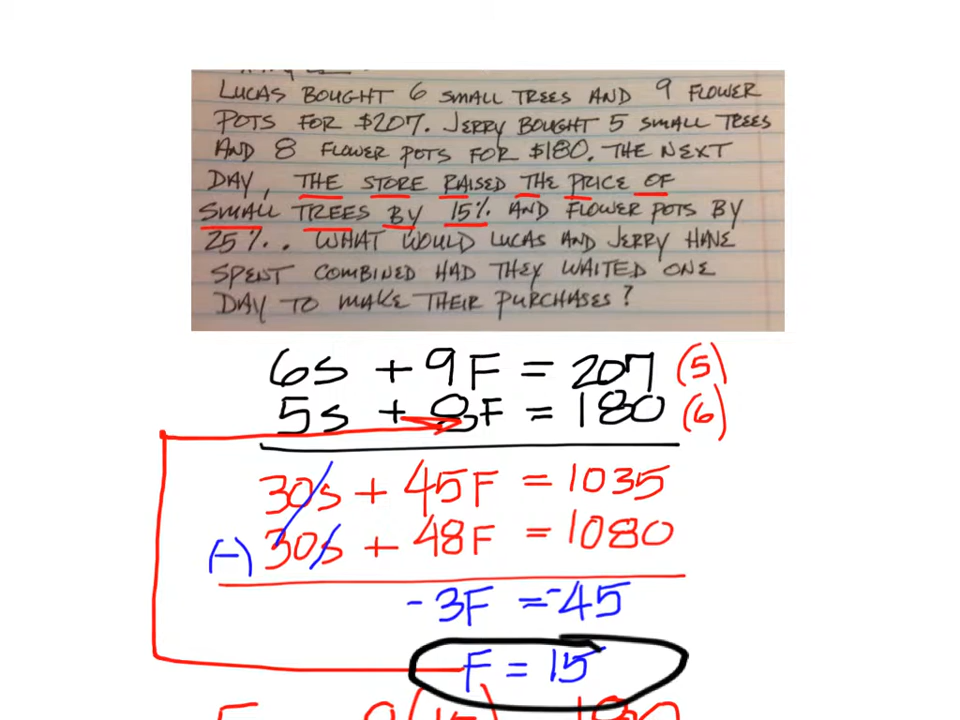 LUCAS BOUGHT 6 SMALL TREES AND 9 FLOWER
POTS FOR $207. JERRY BOUGHT 5 SMALL TREES
AND 8 FLOWER POTS FOR $180. THE NEXT
DAY, THE STORE RAISED THE PRICE OF
SMALL TREES BY 15% AND FLOWER POTS BY
25%.. WHAT WOULD LUCAS AND JERRY HAVE
SPENT COMBINED HAD THEY WAITED ONE
DAY TO MAKE THEIR PURCHASES?
6S + 9F = 207 (5)
5S + 8F = 180 (6)
30S + 45F = 1035
(-) 30S + 48F = 1080
-3F = -45
F = 15